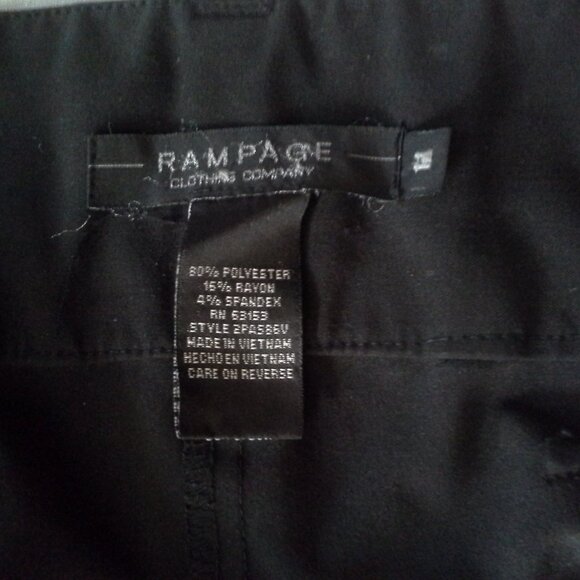 RAMPAGE
CLOTHING COMPANY
80% POLYESTER
16% RAYON
4% SPANDEX
RN 63153
STYLE 2PA586V
MADE IN VIETNAM
HECHO EN VIETNAM
CARE ON REVERSE